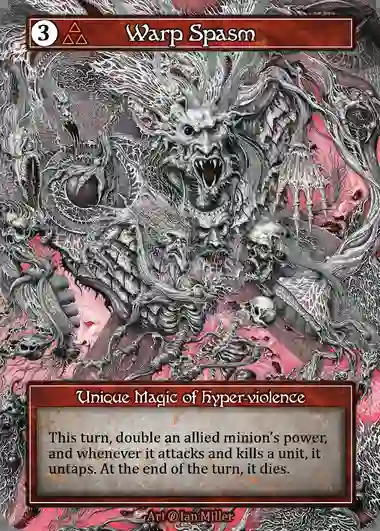 3
Warp Spasm
Unique Magic of Hyper-violence
This turn, double an allied minion's power,
and whenever it attacks and kills a unit, it
untaps. At the end of the turn, it dies.
Art © Ian Miller